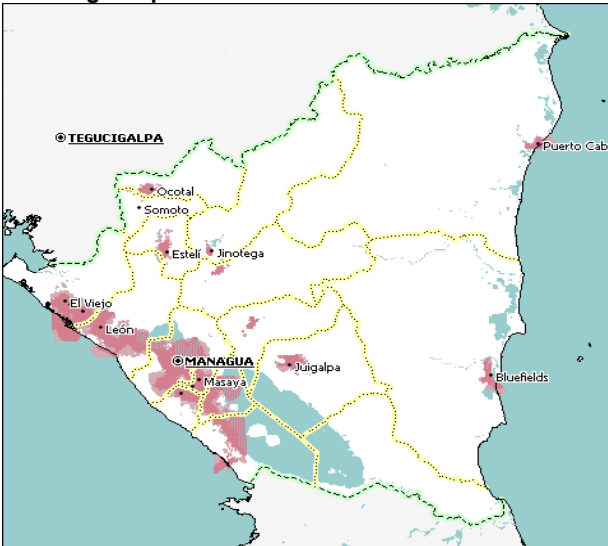 TEGUCIGALPA
Puerto Cab
Ocotal
Somoto
Estelí
Jinotega
El Viejo
León
MANAGUA
Juigalpa
Masaya
Bluefields